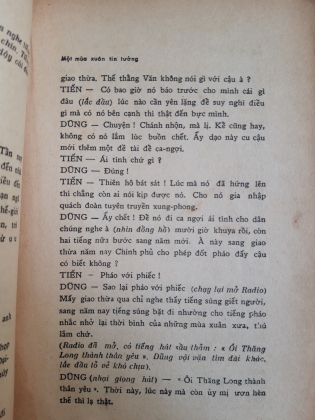 Một mùa xuân tin tưởng
giao thừa. Thế thằng Văn không nói gì với cậu à ?
TIẾN — Có bao giờ nó báo trước cho mình cái gì
đâu (lắc đầu) lúc nào cần yên lặng để suy nghĩ điều
gì mà có nó bên cạnh thì thật đến bực mình.
DŨNG — Chuyện ! Chánh nhộn, mà lị. Kể cũng hay,
không có nó lắm lúc buồn chết. Ấy dạo này cu cậu
mới thêm một đề tài để ca-ngợi.
TIẾN — Ái tình chứ gì ?
DŨNG — Đúng !
TIẾN — Thiên hộ bát sát ! Lúc mà nó đã hứng lên
thì chẳng còn ai nói kịp được nó. Cho nó gia nhập
quách đoàn tuyên truyền xung-phong.
DŨNG — Ấy chết ! Để nó đi ca ngợi ái tình cho dân
chúng nghe à (nhìn đồng hồ) mười giờ khuya rồi, còn
hai tiếng nữa bước sang năm mới. À này sang giao
thừa năm nay Chính phủ cho phép đốt pháo đấy cậu
có biết không ?
TIẾN — Pháo với phiếc !
DŨNG — Sao lại pháo với phiếc (chạy lại mở Radio)
Mấy giao thừa qua chỉ nghe thấy tiếng súng giết người,
sang năm nay tiếng súng bặt đi nhường cho tiếng pháo
nhắc nhở lại thời bình của những mùa xuân xưa, thú
lắm chứ.
(Radio đã mở, có tiếng hát sầu thảm : « Ôi Thăng
Long thành thân yêu ». Dũng vội vặn tìm đài khác,
lắc đầu tỏ vẻ khó chịu).
DŨNG (nhại giọng hát) — « Ôi Thăng Long thành
thân yêu ». Thời này, lúc này mà còn ủy mị ươn hèn
thế thì lạ thật.